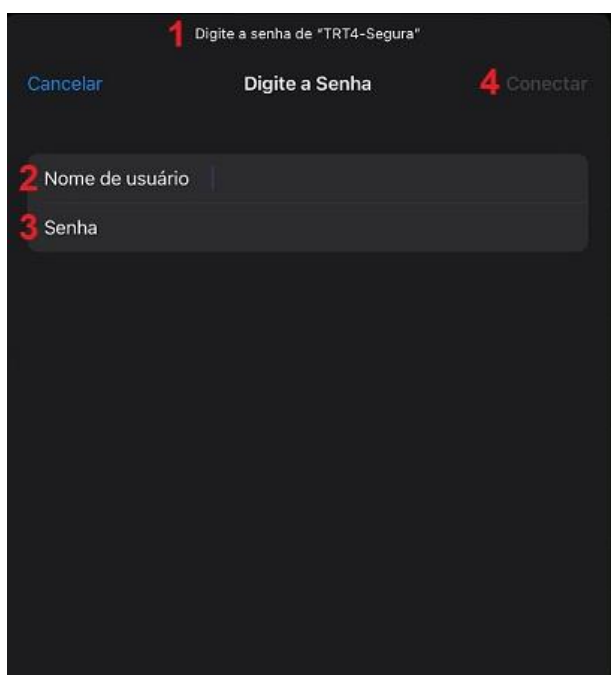 1 Digite a senha de "TRT4-Segura"
Cancelar Digite a Senha 4 Conectar
2 Nome de usuário
3 Senha